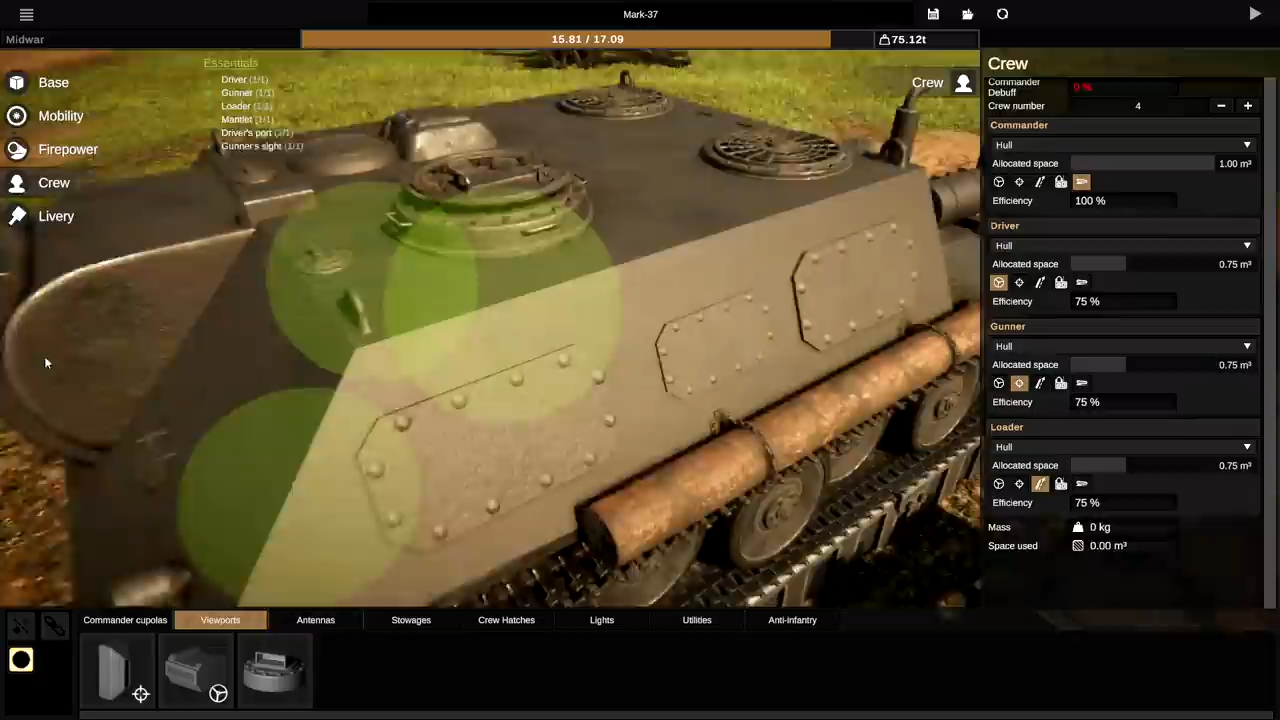 Mark-37
Midwar
15.81 / 17.09
75.12t
Base
Mobility
Firepower
Crew
Livery
Essentials
Driver (1/1)
Gunner (1/1)
Loader (1/1)
Mantlet (1/1)
Driver's port (2/1)
Gunner's sight (1/1)
Crew
Crew
Commander Debuff
0 %
Crew number
4
Commander
Hull
Allocated space
1.00 m³
Efficiency
100 %
Driver
Hull
Allocated space
0.75 m³
Efficiency
75 %
Gunner
Hull
Allocated space
0.75 m³
Efficiency
75 %
Loader
Hull
Allocated space
0.75 m³
Efficiency
75 %
Mass
0 kg
Space used
0.00 m³
Commander cupolas
Viewports
Antennas
Stowages
Crew Hatches
Lights
Utilities
Anti-infantry